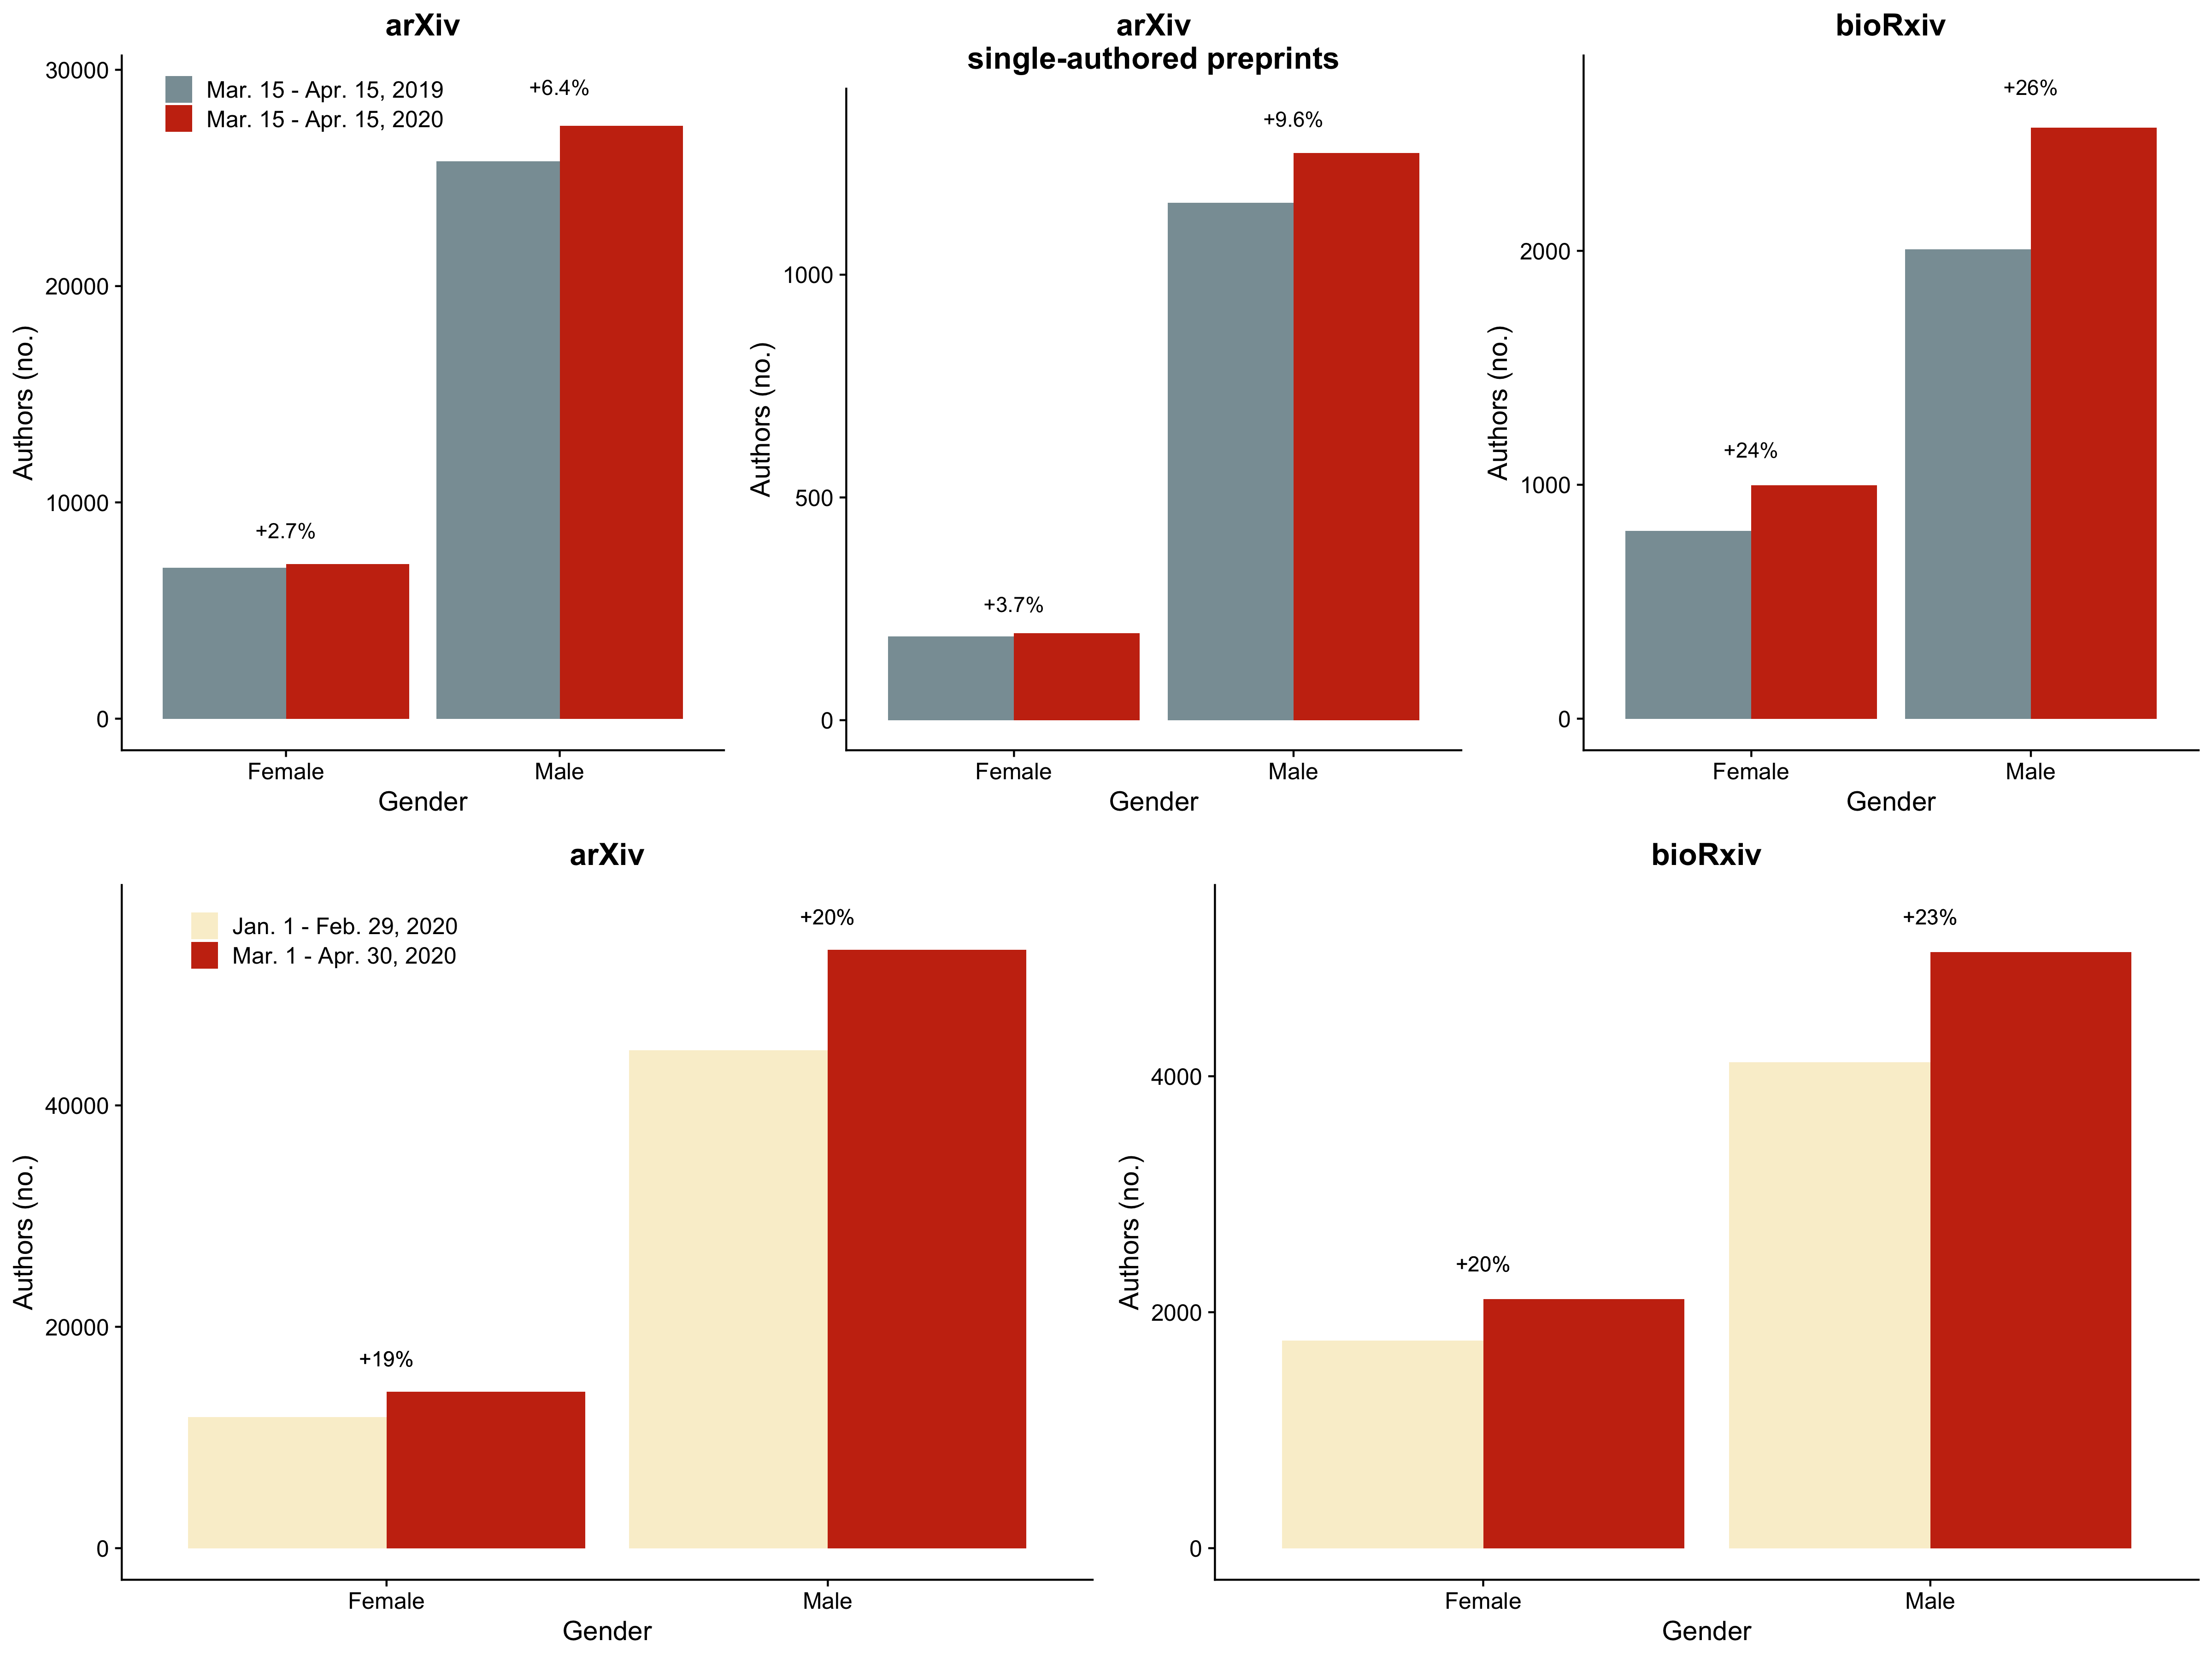 arXiv
30000
20000
10000
0
Authors (no.)
Mar. 15 - Apr. 15, 2019
Mar. 15 - Apr. 15, 2020
+2.7%
+6.4%
Female
Male
Gender
arXiv
single-authored preprints
1000
500
0
Authors (no.)
+3.7%
+9.6%
Female
Male
Gender
bioRxiv
2000
1000
0
Authors (no.)
+24%
+26%
Female
Male
Gender
arXiv
40000
20000
0
Authors (no.)
Jan. 1 - Feb. 29, 2020
Mar. 1 - Apr. 30, 2020
+19%
+20%
Female
Male
Gender
bioRxiv
4000
2000
0
Authors (no.)
+20%
+23%
Female
Male
Gender